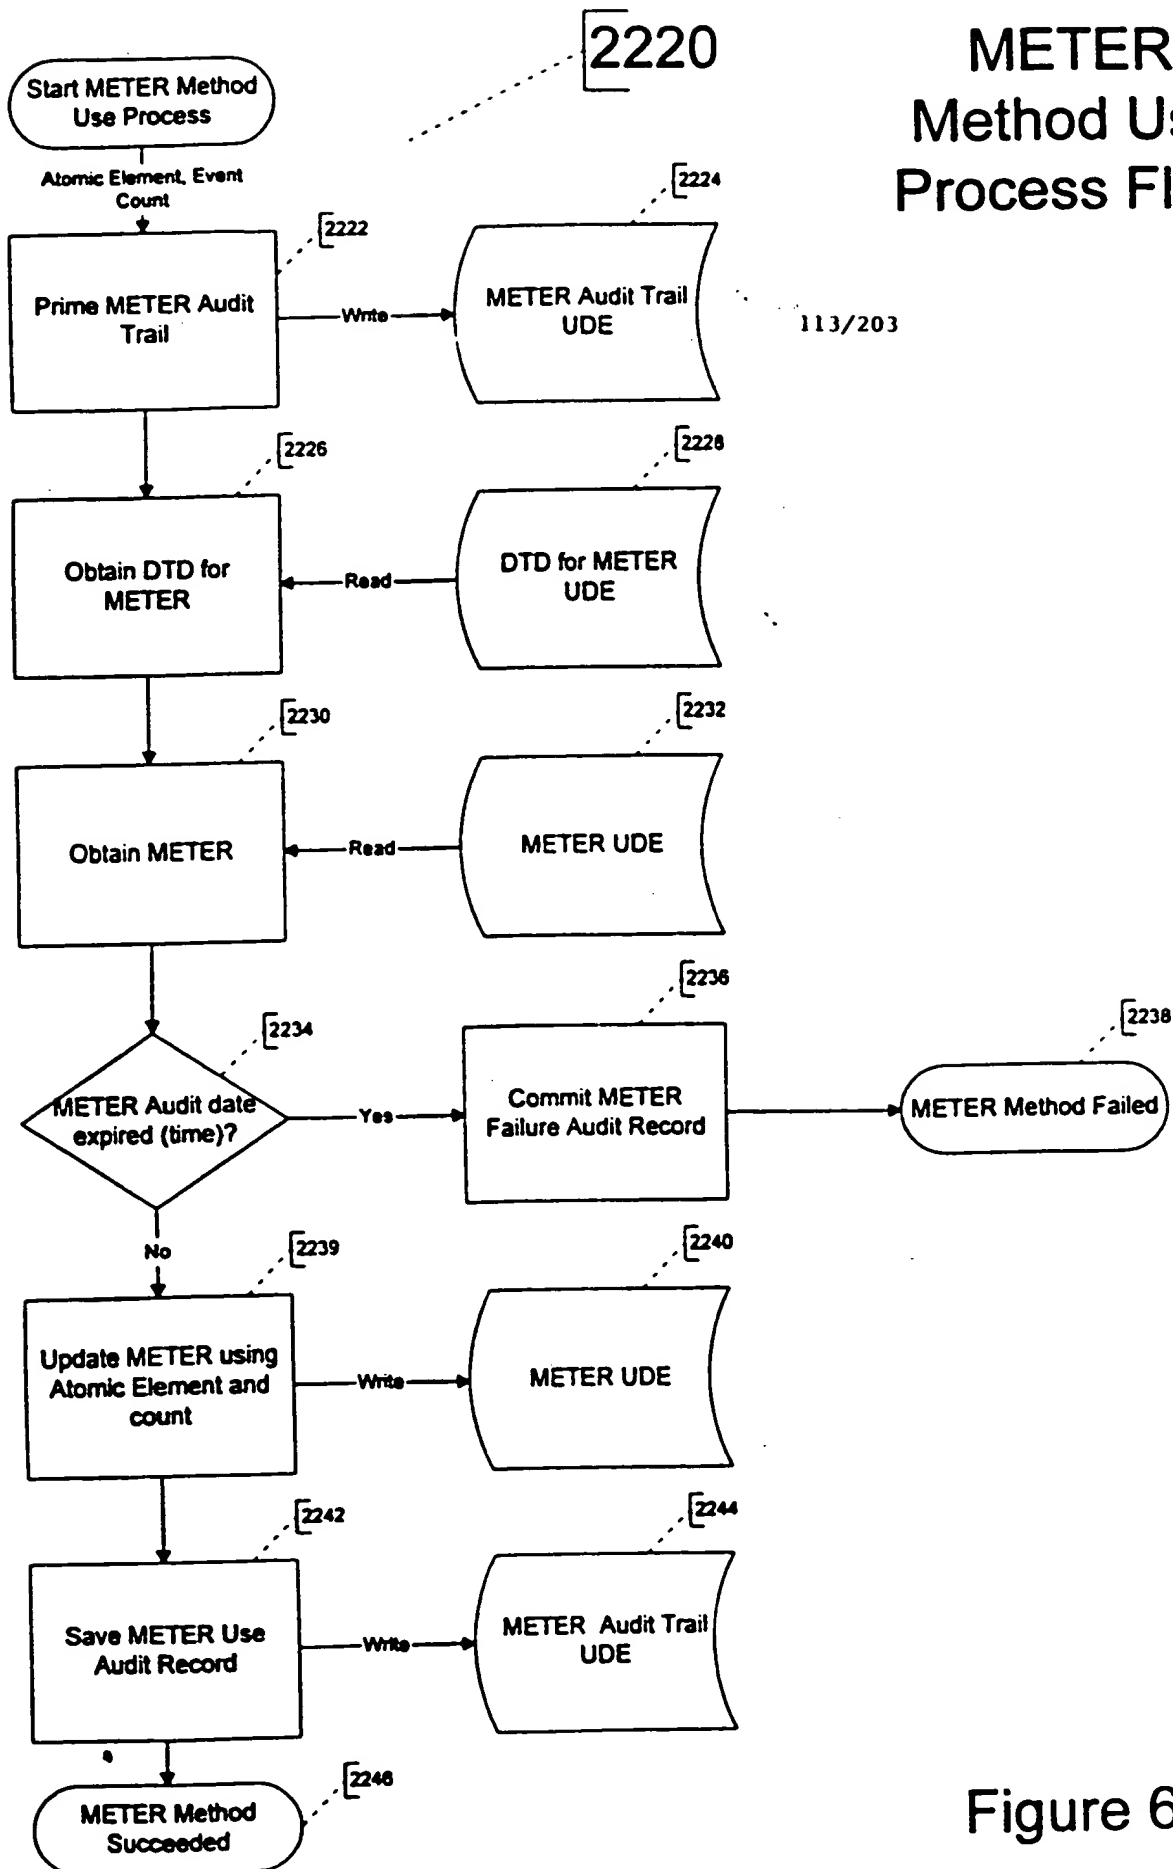 2220
METER
Method Us
Process Fl
Start METER Method
Use Process
Atomic Element, Event
Count
2222
Prime METER Audit
Trail
Write
2224
METER Audit Trail
UDE
113/203
2226
Obtain DTD for
METER
Read
2228
DTD for METER
UDE
2230
Obtain METER
Read
2232
METER UDE
2234
METER Audit date
expired (time)?
Yes
2236
Commit METER
Failure Audit Record
2238
METER Method Failed
No
2239
Update METER using
Atomic Element and
count
Write
2240
METER UDE
2242
Save METER Use
Audit Record
Write
2244
METER Audit Trail
UDE
2246
METER Method
Succeeded
Figure 6